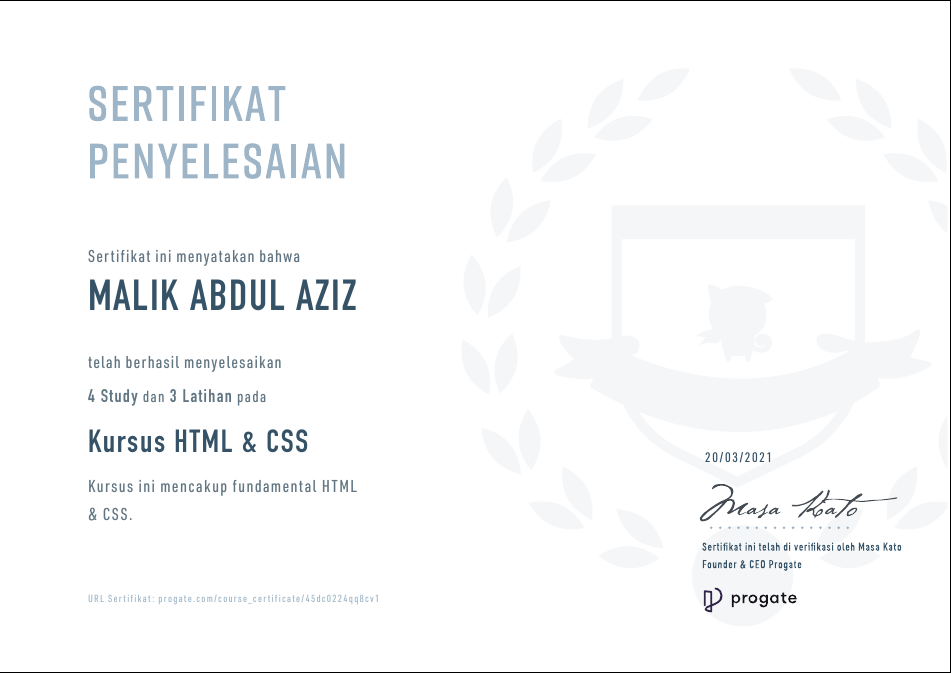 SERTIFIKAT
PENYELESAIAN
Sertifikat ini menyatakan bahwa
MALIK ABDUL AZIZ
telah berhasil menyelesaikan
4 Study dan 3 Latihan pada
Kursus HTML & CSS
Kursus ini mencakup fundamental HTML
& CSS.
20/03/2021
Masa Kato
Sertifikat ini telah di verifikasi oleh Masa Kato
Founder & CEO Progate
URL Sertifikat: progate.com/course_certificate/45dc0224qq8cv1
progate